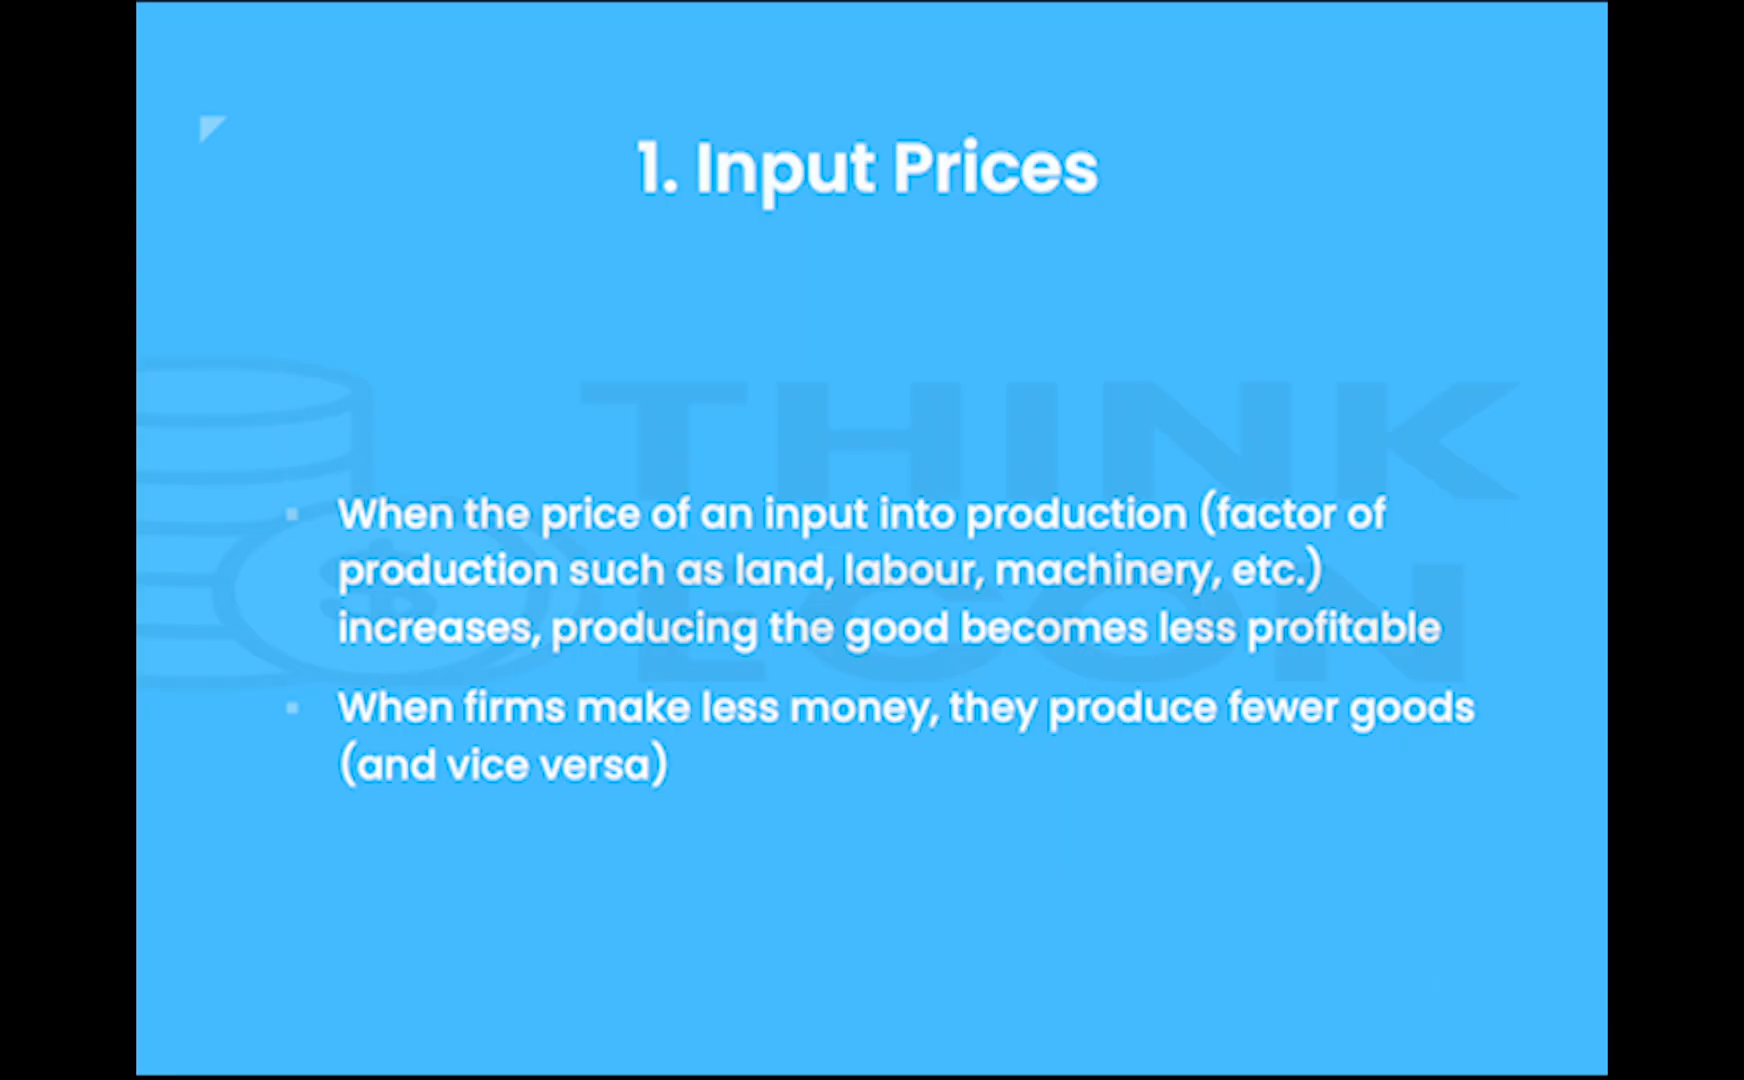 1. Input Prices
THINK
ECON
When the price of an input into production (factor of
production such as land, labour, machinery, etc.)
increases, producing the good becomes less profitable
When firms make less money, they produce fewer goods
(and vice versa)